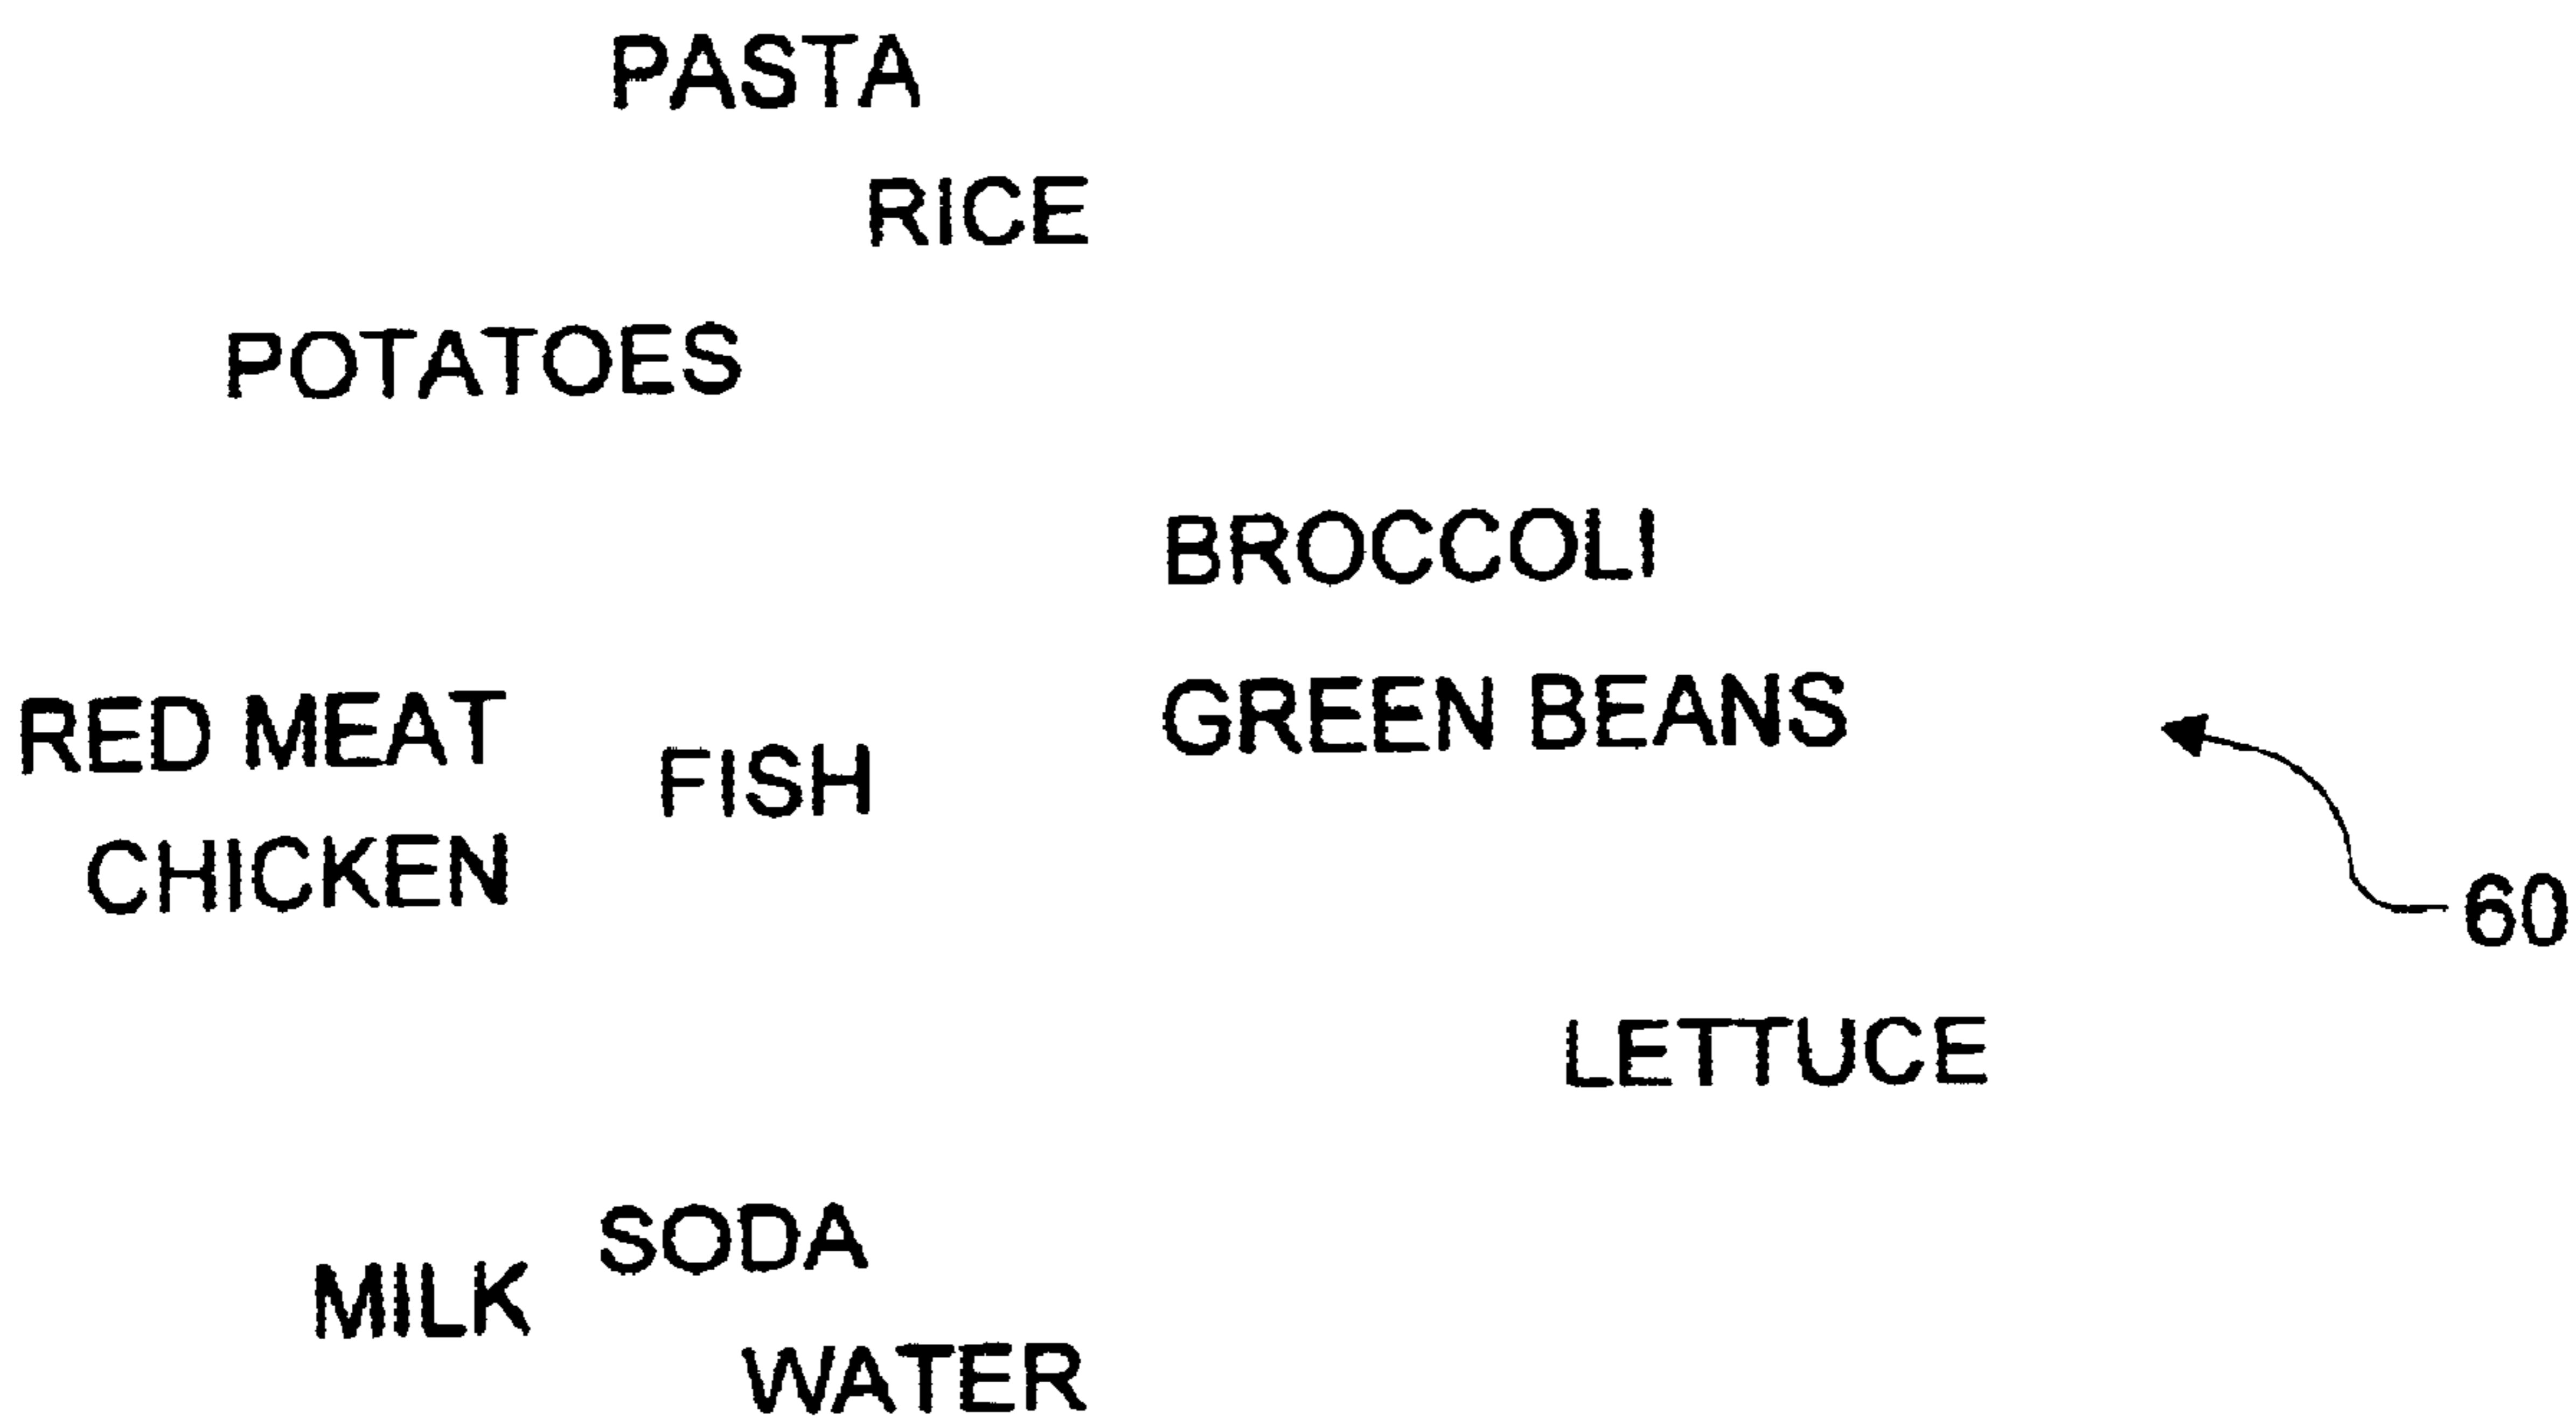 PASTA
RICE
POTATOES
BROCCOLI
GREEN BEANS
RED MEAT
FISH
CHICKEN
60
LETTUCE
SODA
MILK
WATER